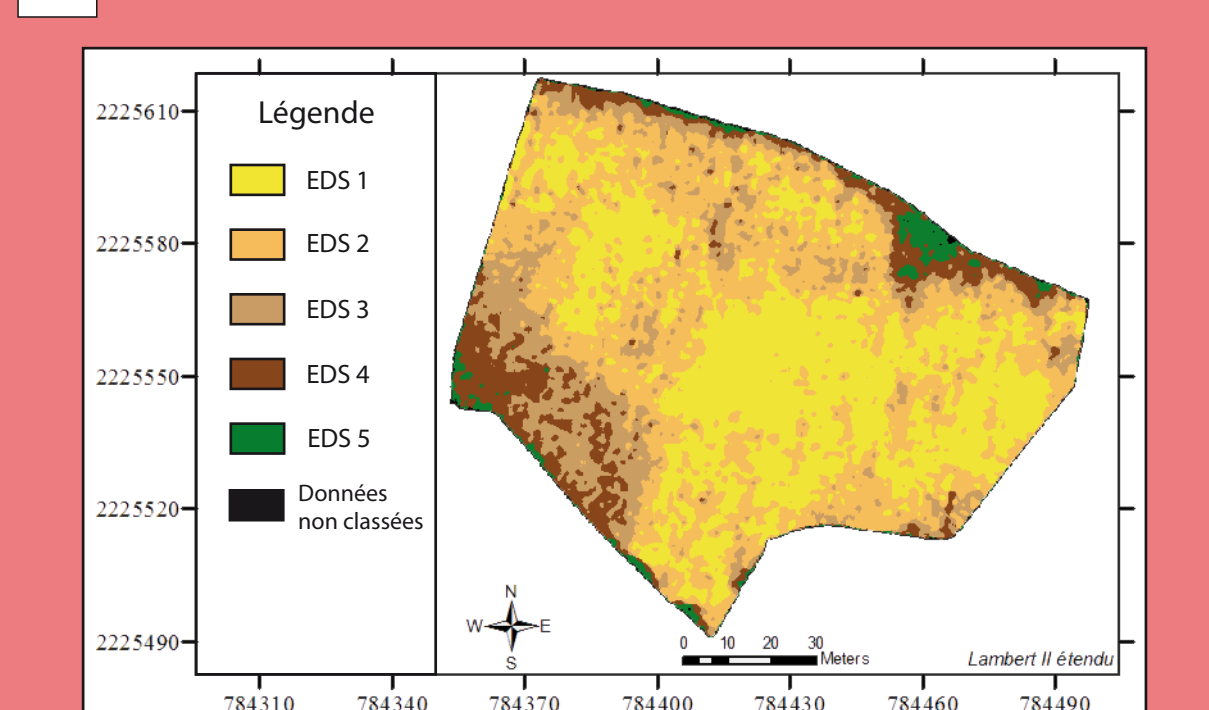 Légende
EDS 1
EDS 2
EDS 3
EDS 4
EDS 5
Données
non classées
2225610
2225580
2225550
2225520
2225490
N
W E
S
0 10 20 30
Meters
Lambert II étendu
784310 784340 784370 784400 784430 784460 784490